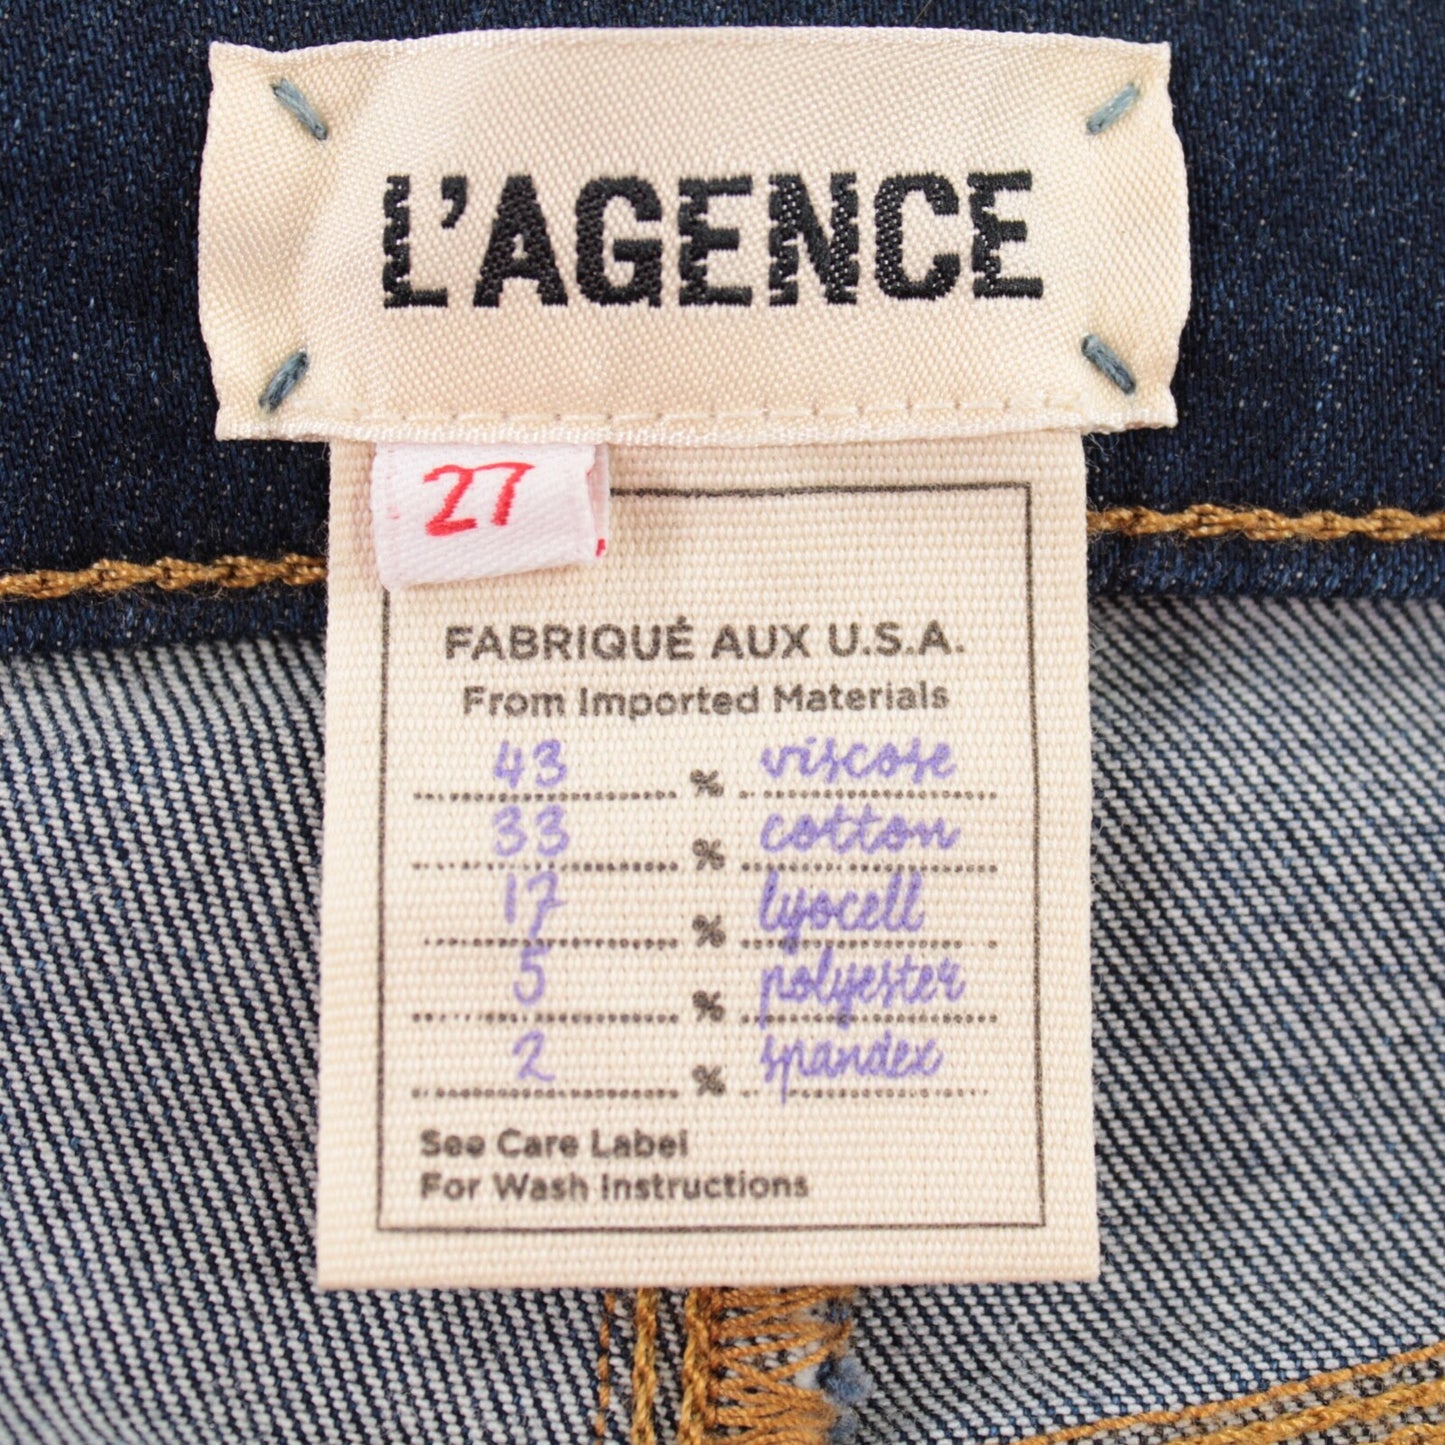 L'AGENCE
27
FABRIQUÉ AUX U.S.A.
From Imported Materials
43 % viscose
33 % cotton
17 % lyocell
5 % polyester
2 % spandex
See Care Label
For Wash Instructions